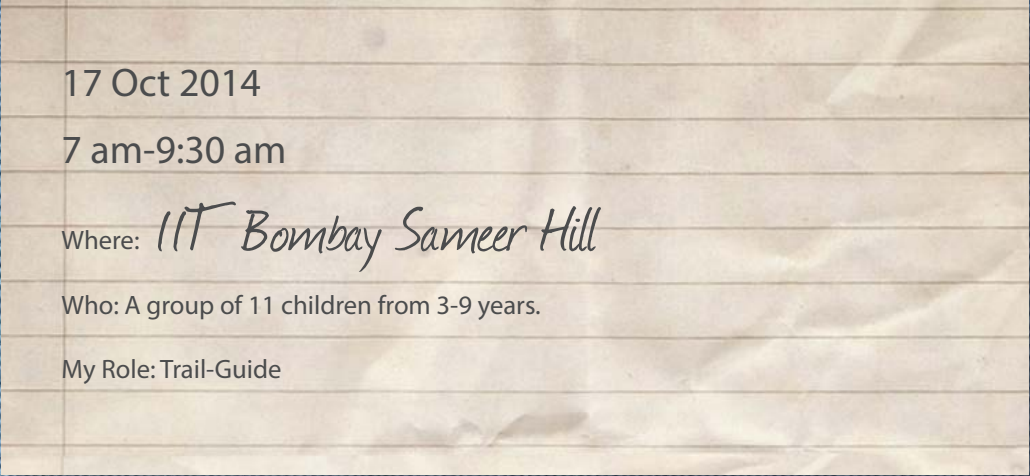 17 Oct 2014
7 am-9:30 am
Where: IIT Bombay Sameer Hill
Who: A group of 11 children from 3-9 years.
My Role: Trail-Guide